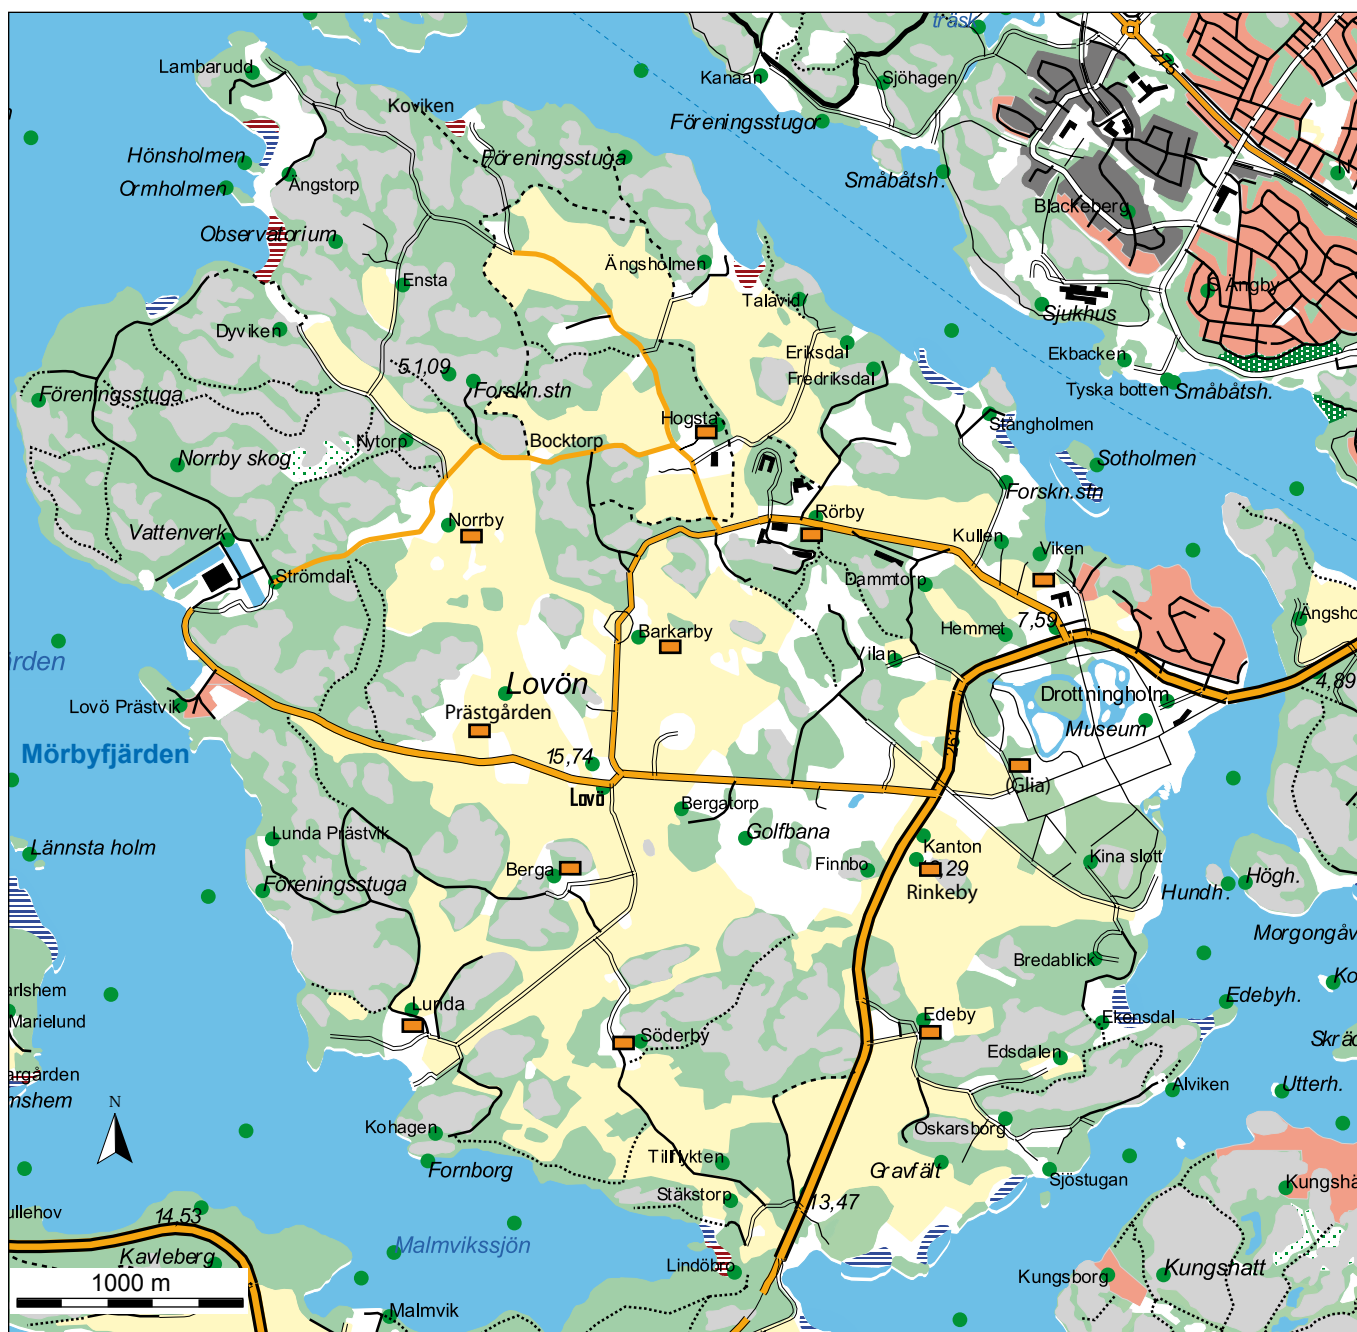 träsk
Lambarudd
Kanaan
Sjöhagen
Koviken
Föreningsstugor
Hönsholmen
Föreningsstuga
Ormholmen
Ängstorp
Småbåtsh.
Blackeberg
Observatorium
Ängsholmen
Ensta
Talavid
S Ängby
Sjukhus
Dyviken
Eriksdal
Ekbacken
5.1,09
Forskn.stn
Fredriksdal
Tyska botten
Småbåtsh.
Föreningsstuga
Hogsta
Stångholmen
Nytorp
Bocktorp
Norrby skog
Sotholmen
Forskn.stn
Vattenverk
Norrby
Rörby
Kullen
Viken
Strömdal
Dammtorp
Ängsho
7,59
Hemmet
Barkarby
Vilan
ärden
4,89
Lovön
Drottningholm
Lovö Prästvik
Prästgården
Museum
Mörbyfjärden
15,74
261
(Glia)
Lovö
Bergatorp
Golfbana
Lunda Prästvik
Kanton
Lännsta holm
Berga
Finnbo
29
Kina slott
Rinkeby
Högh.
Föreningsstuga
Hundh.
Morgongåv
Bredablick
Ko
arlshem
Edebyh.
Lunda
Edeby
Ekensdal
Marielund
Söderby
Skräd
Edsdalen
argården
Alviken
Utterh.
mshem
N
Kohagen
Oskarsborg
Tillflykten
Gravfält
Fornborg
Sjöstugan
Kungshä
Stäkstorp
13,47
ullehov
14,53
Malmvikssjön
Kavleberg
Lindöbro
Kungsborg
Kungshatt
1000 m
Malmvik